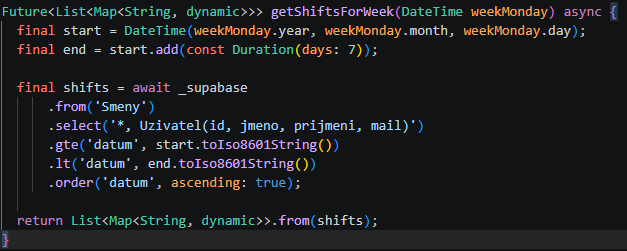 Future<List<Map<String, dynamic>>> getShiftsForWeek(DateTime weekMonday) async {
  final start = DateTime(weekMonday.year, weekMonday.month, weekMonday.day);
  final end = start.add(const Duration(days: 7));

  final shifts = await _supabase
      .from('Smeny')
      .select('*, Uzivatel(id, jmeno, prijmeni, mail)')
      .gte('datum', start.toIso8601String())
      .lt('datum', end.toIso8601String())
      .order('datum', ascending: true);

  return List<Map<String, dynamic>>.from(shifts);
}